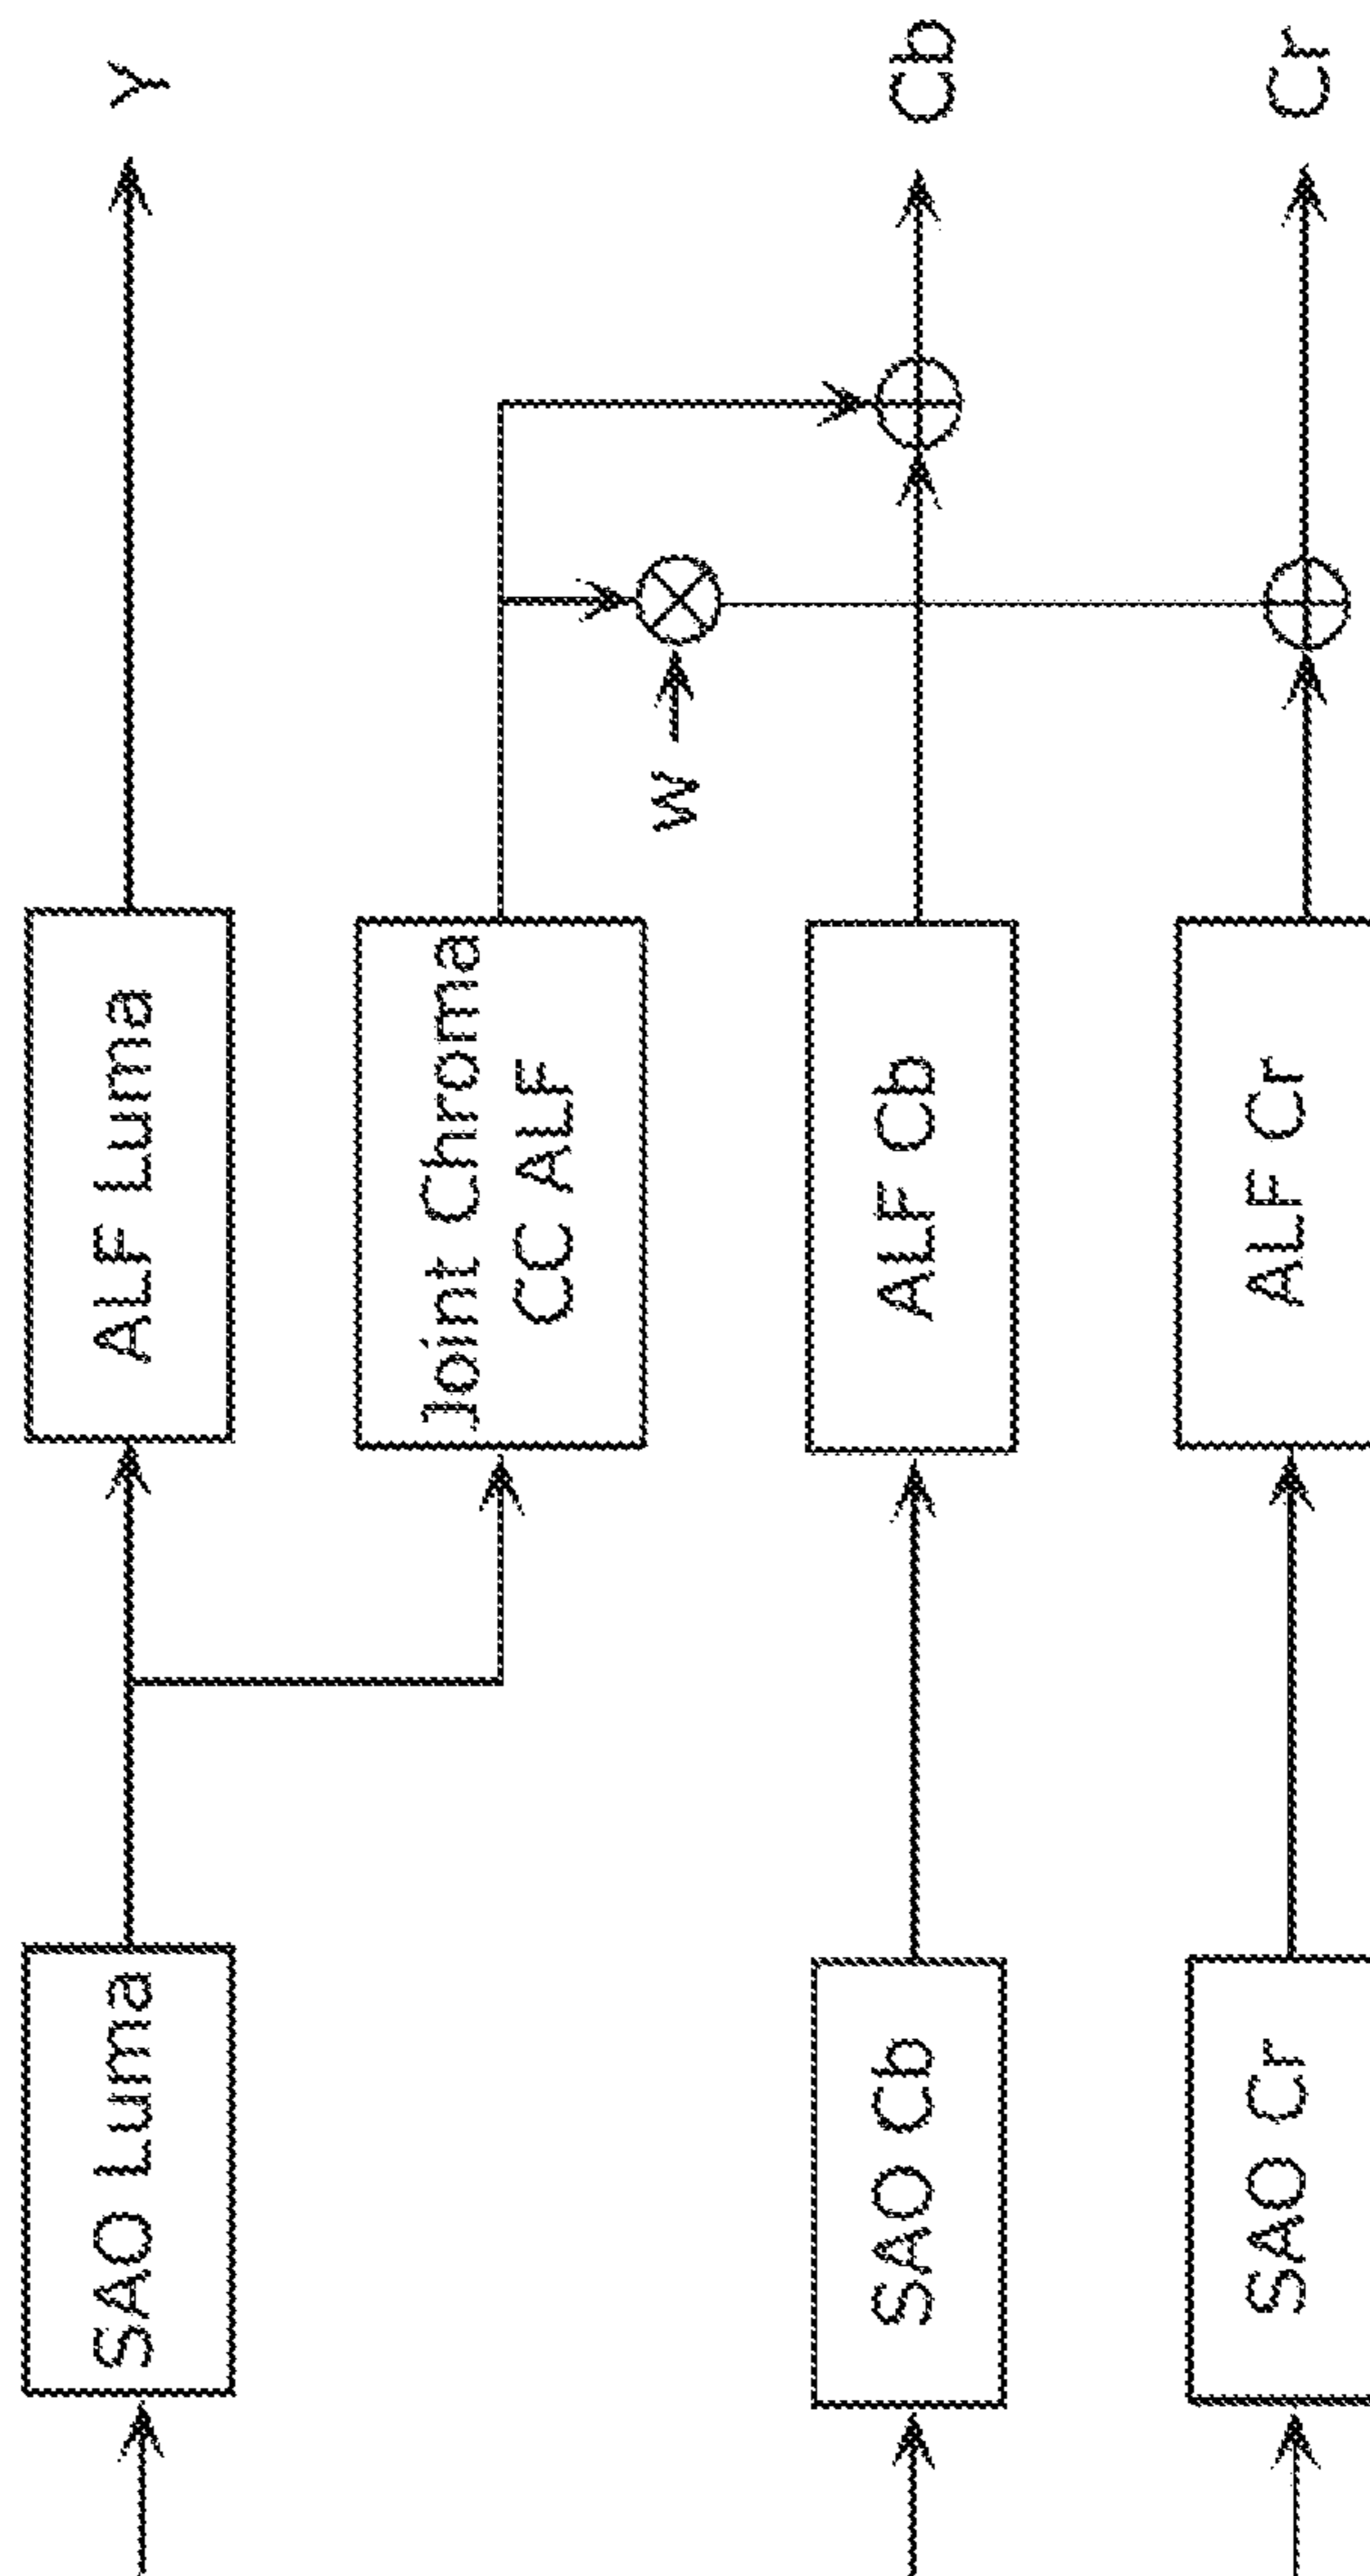 SAO Luma
ALF Luma
Y
Joint Chroma
CC ALF
w
SAO Cb
ALF Cb
Cb
SAO Cr
ALF Cr
Cr